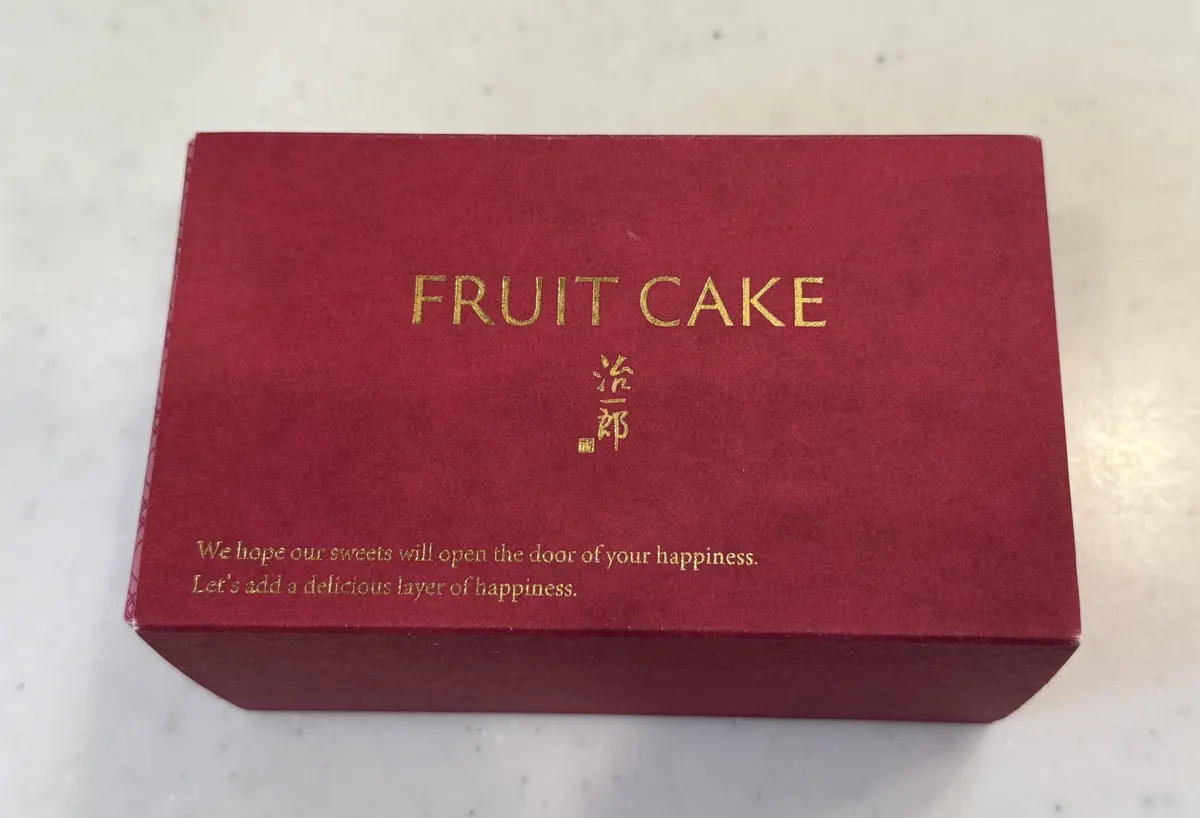 FRUIT CAKE
治一郎
We hope our sweets will open the door of your happiness.
Let's add a delicious layer of happiness.